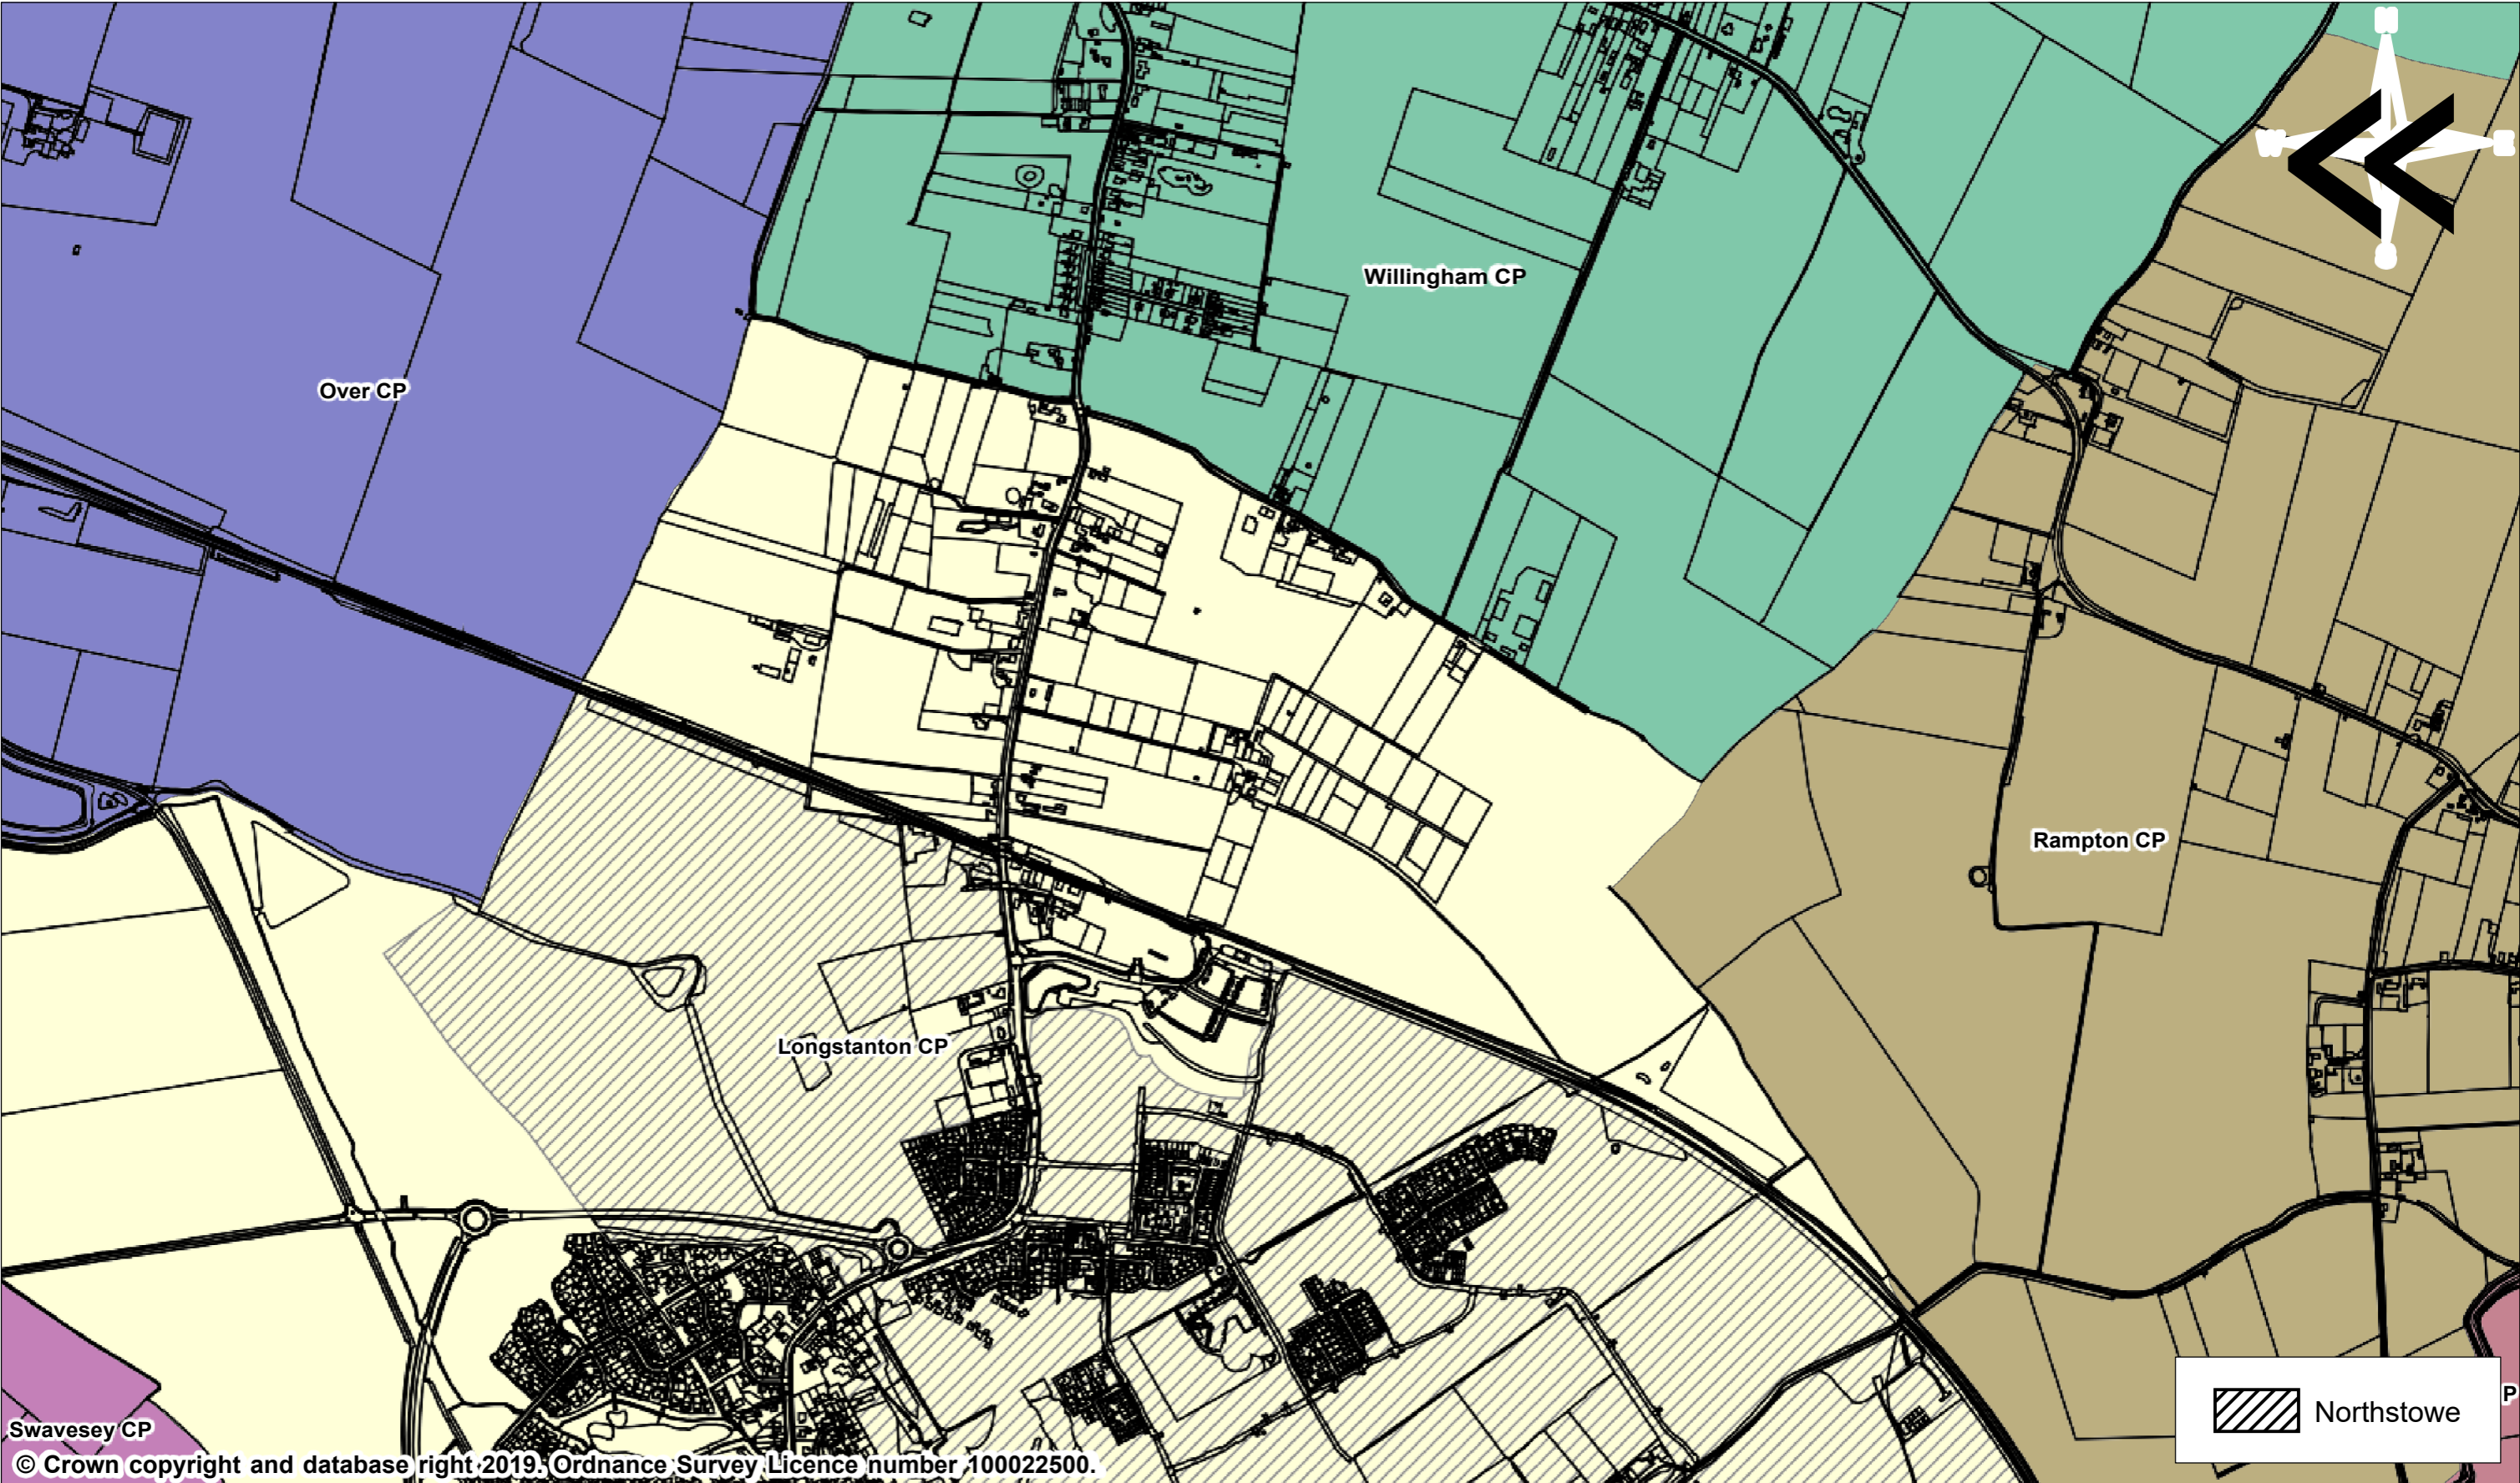 Willingham CP
Over CP
Rampton CP
Longstanton CP
P
Northstowe
Swavesey CP
© Crown copyright and database right 2019. Ordnance Survey Licence number 100022500.